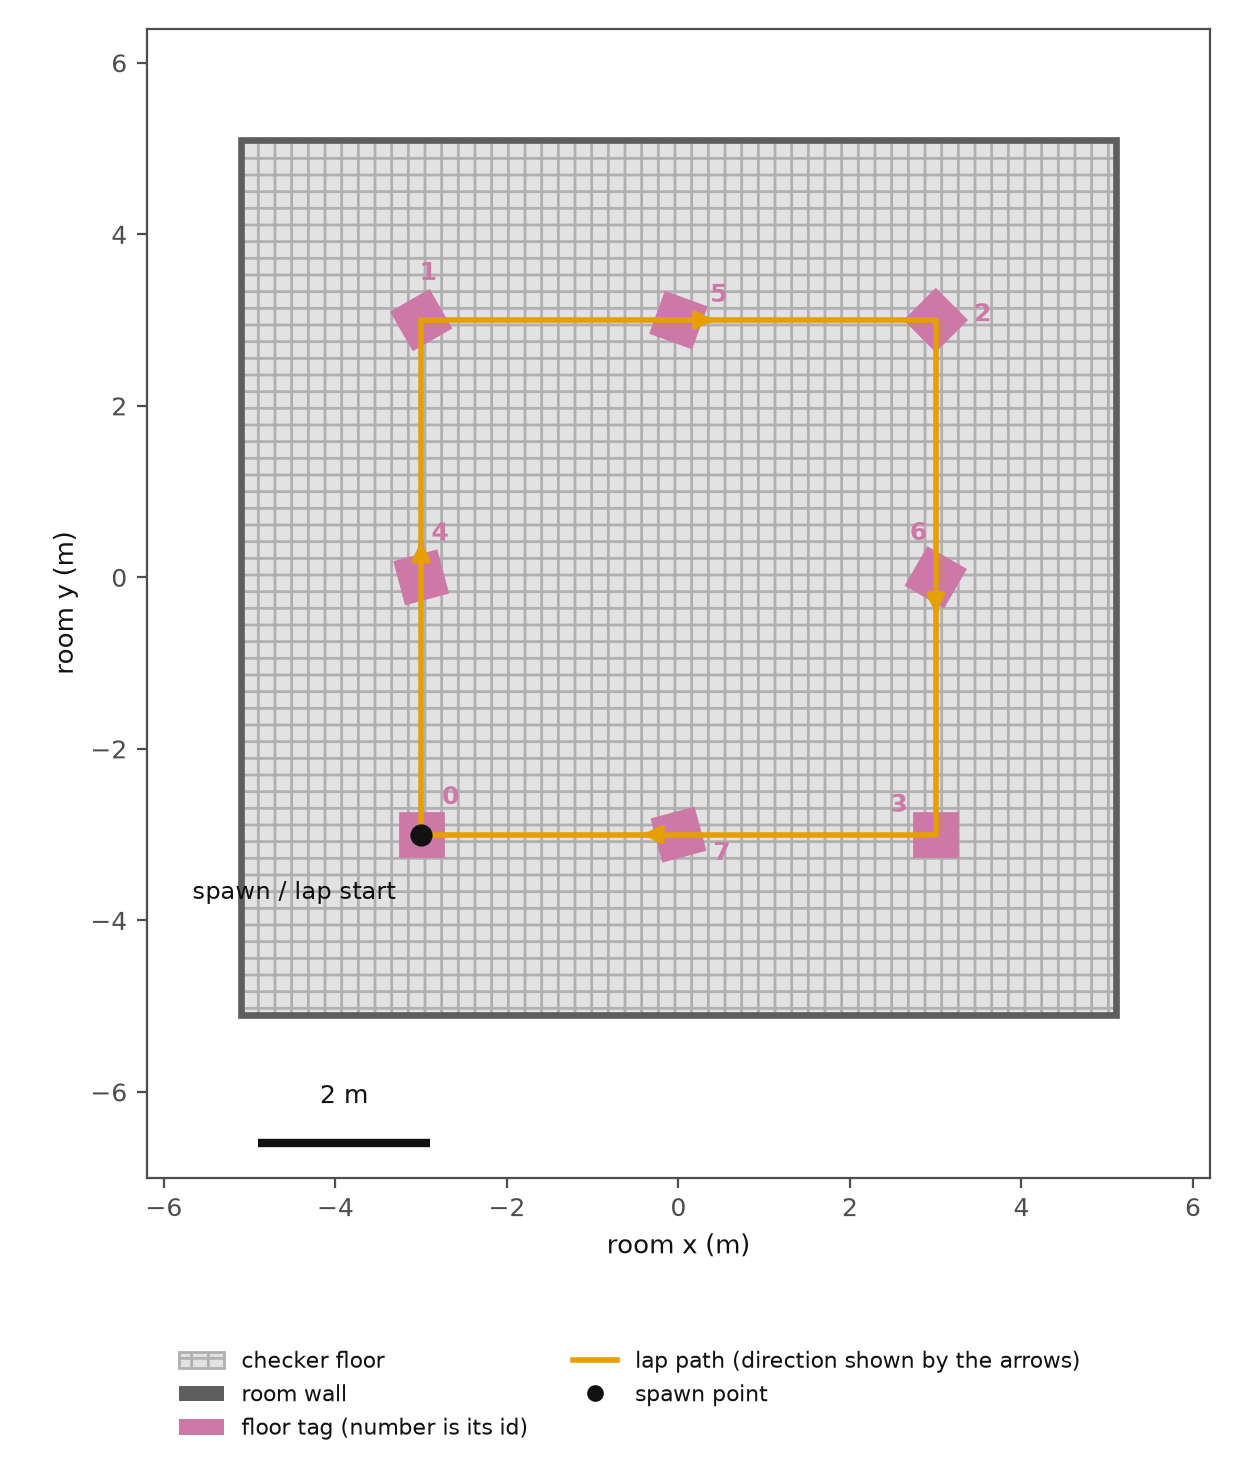 6
4
2
0
−2
−4
−6
room y (m)
1
5
2
4
6
0
3
7
spawn / lap start
2 m
−6
−4
−2
0
2
4
6
room x (m)
checker floor
room wall
floor tag (number is its id)
lap path (direction shown by the arrows)
spawn point